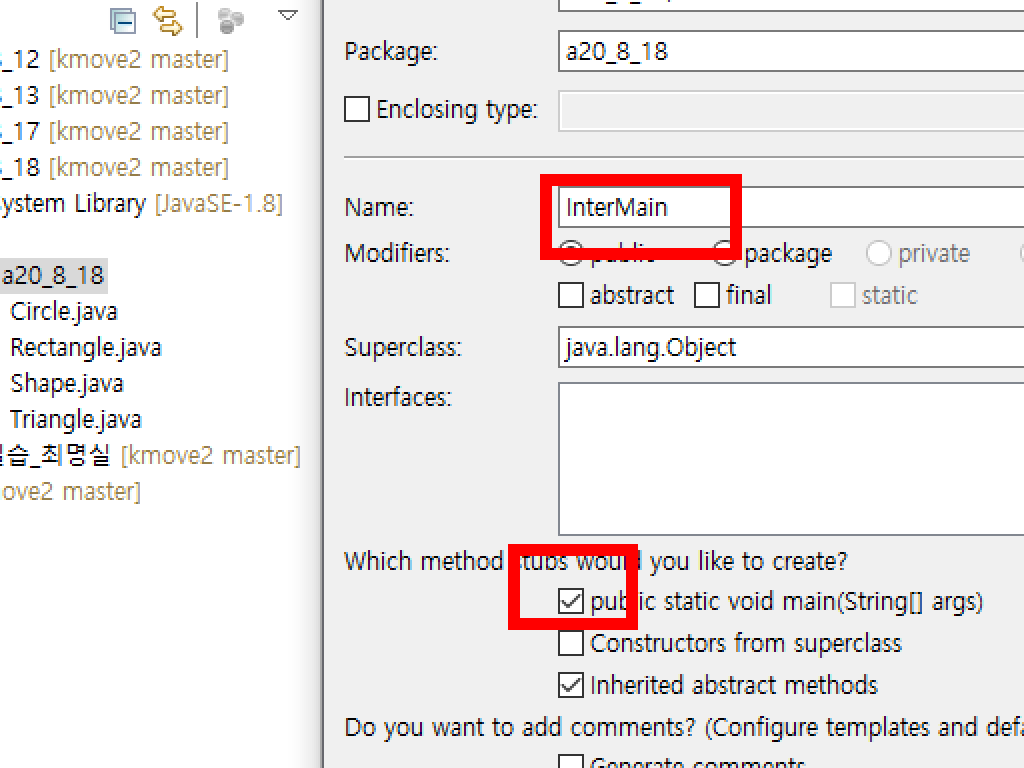 _12 [kmove2 master]
_13 [kmove2 master]
_17 [kmove2 master]
_18 [kmove2 master]
ystem Library [JavaSE-1.8]
a20_8_18
Circle.java
Rectangle.java
Shape.java
Triangle.java
습_최명실 [kmove2 master]
ove2 master]
Package: a20_8_18
Enclosing type:
Name: InterMain
Modifiers: public package private
abstract final static
Superclass: java.lang.Object
Interfaces:
Which method stubs would you like to create?
public static void main(String[] args)
Constructors from superclass
Inherited abstract methods
Do you want to add comments? (Configure templates and defa
Generate comments